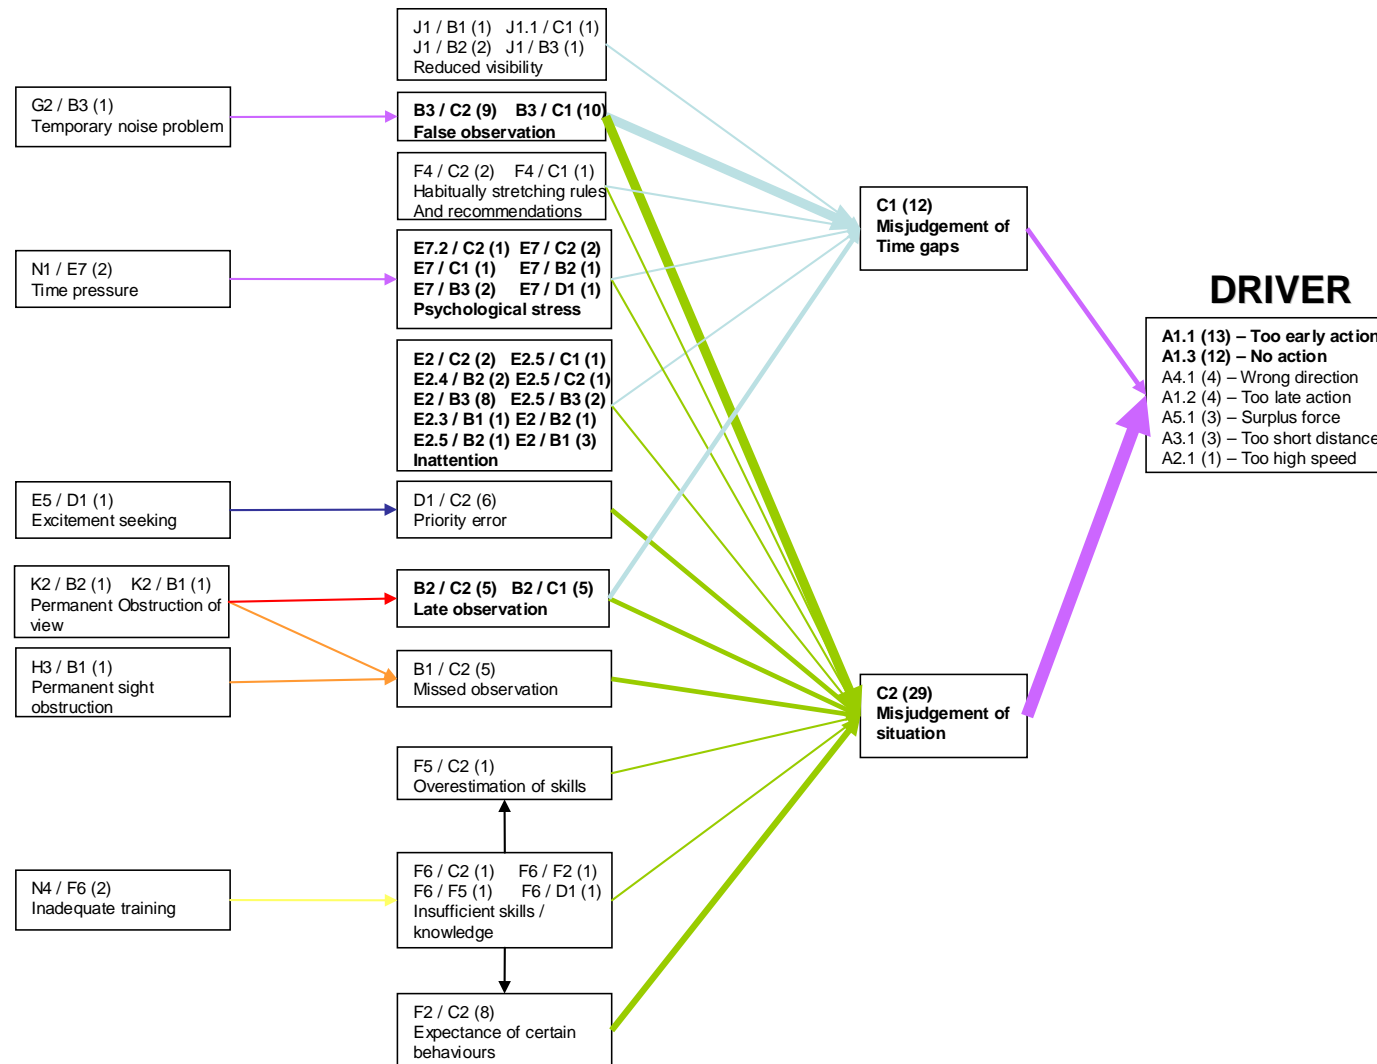 J1 / B1 (1) J1.1 / C1 (1)
J1 / B2 (2) J1 / B3 (1)
Reduced visibility
G2 / B3 (1)
Temporary noise problem
B3 / C2 (9) B3 / C1 (10)
False observation
F4 / C2 (2) F4 / C1 (1)
Habitually stretching rules
And recommendations
C1 (12)
Misjudgement of
Time gaps
N1 / E7 (2)
Time pressure
E7.2 / C2 (1) E7 / C2 (2)
E7 / C1 (1) E7 / B2 (1)
E7 / B3 (2) E7 / D1 (1)
Psychological stress
DRIVER
A1.1 (13) – Too early action
A1.3 (12) – No action
A4.1 (4) – Wrong direction
A1.2 (4) – Too late action
A5.1 (3) – Surplus force
A3.1 (3) – Too short distance
A2.1 (1) – Too high speed
E2 / C2 (2) E2.5 / C1 (1)
E2.4 / B2 (2) E2.5 / C2 (1)
E2 / B3 (8) E2.5 / B3 (2)
E2.3 / B1 (1) E2 / B2 (1)
E2.5 / B2 (1) E2 / B1 (3)
Inattention
E5 / D1 (1)
Excitement seeking
D1 / C2 (6)
Priority error
K2 / B2 (1) K2 / B1 (1)
Permanent Obstruction of
view
B2 / C2 (5) B2 / C1 (5)
Late observation
H3 / B1 (1)
Permanent sight
obstruction
B1 / C2 (5)
Missed observation
C2 (29)
Misjudgement of
situation
F5 / C2 (1)
Overestimation of skills
N4 / F6 (2)
Inadequate training
F6 / C2 (1) F6 / F2 (1)
F6 / F5 (1) F6 / D1 (1)
Insufficient skills /
knowledge
F2 / C2 (8)
Expectance of certain
behaviours